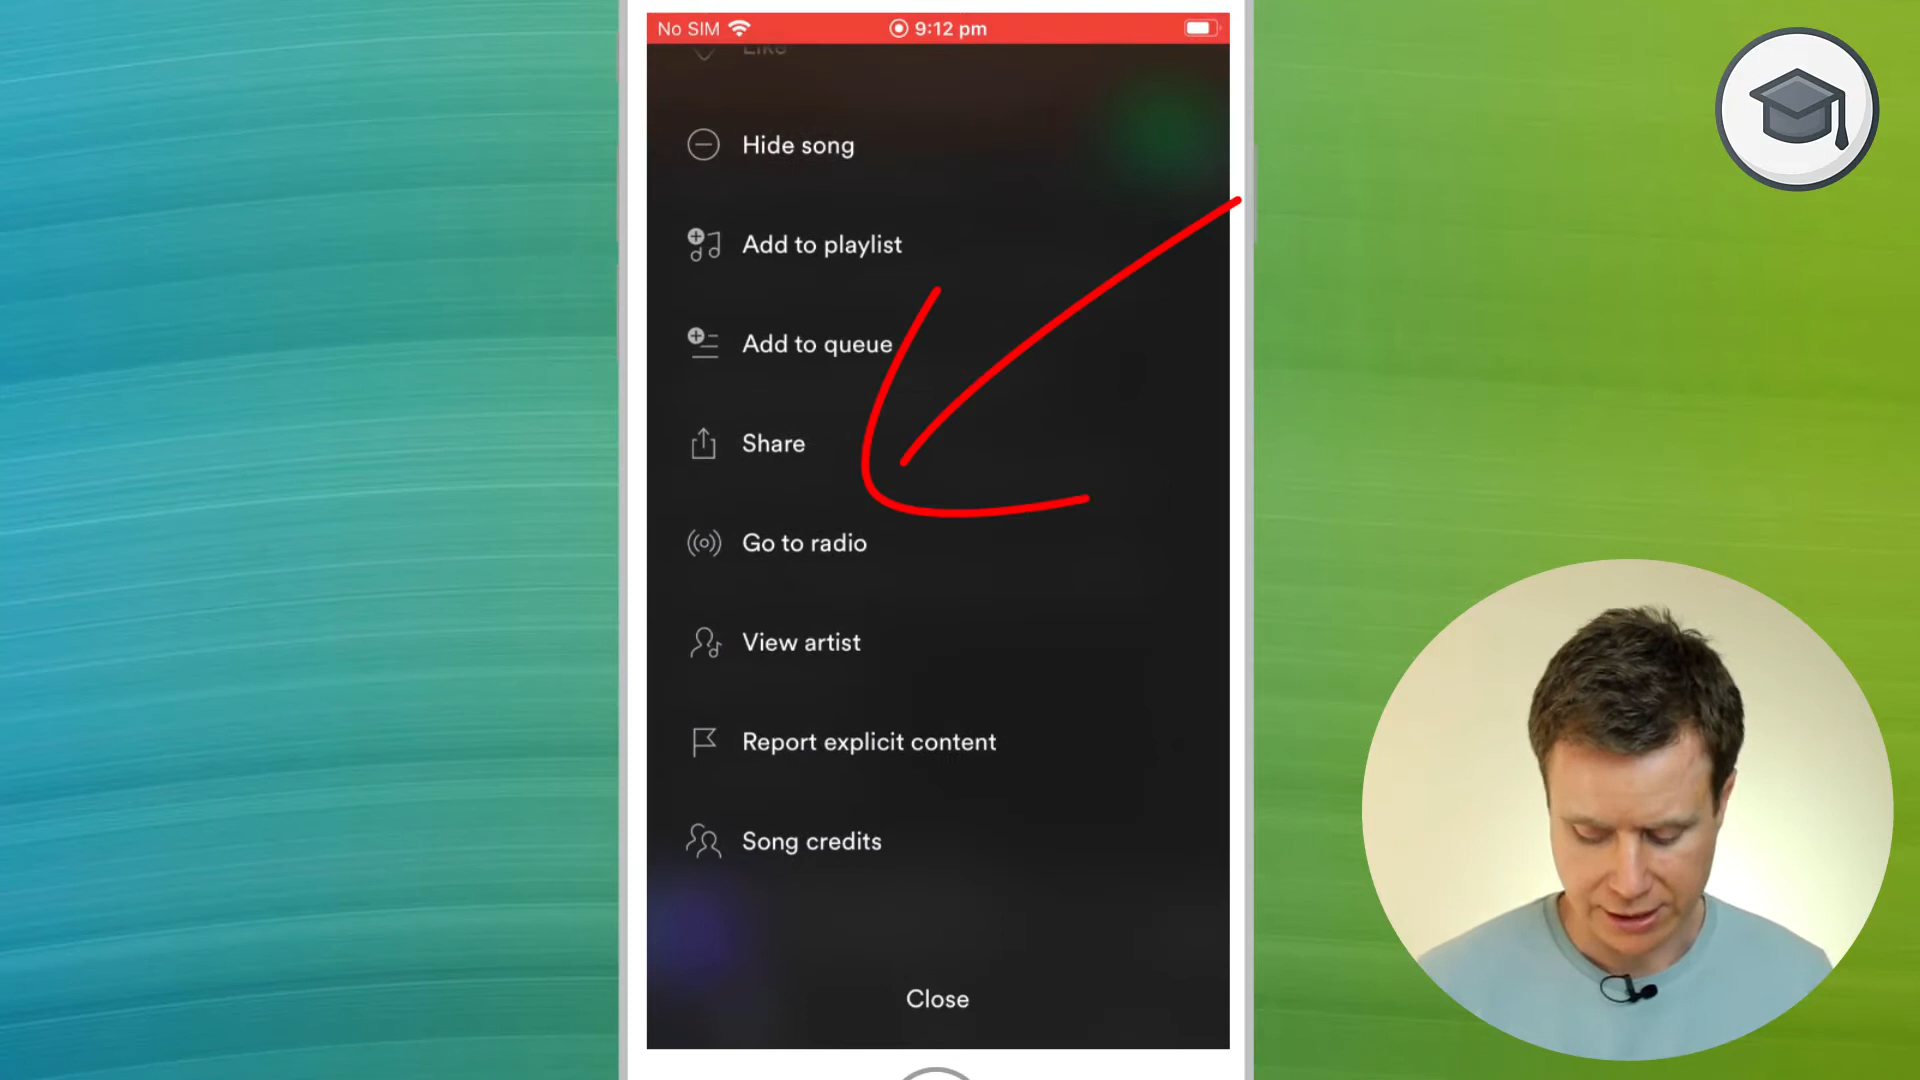 No SIM 9:12 pm
Like
Hide song
Add to playlist
Add to queue
Share
Go to radio
View artist
Report explicit content
Song credits
Close